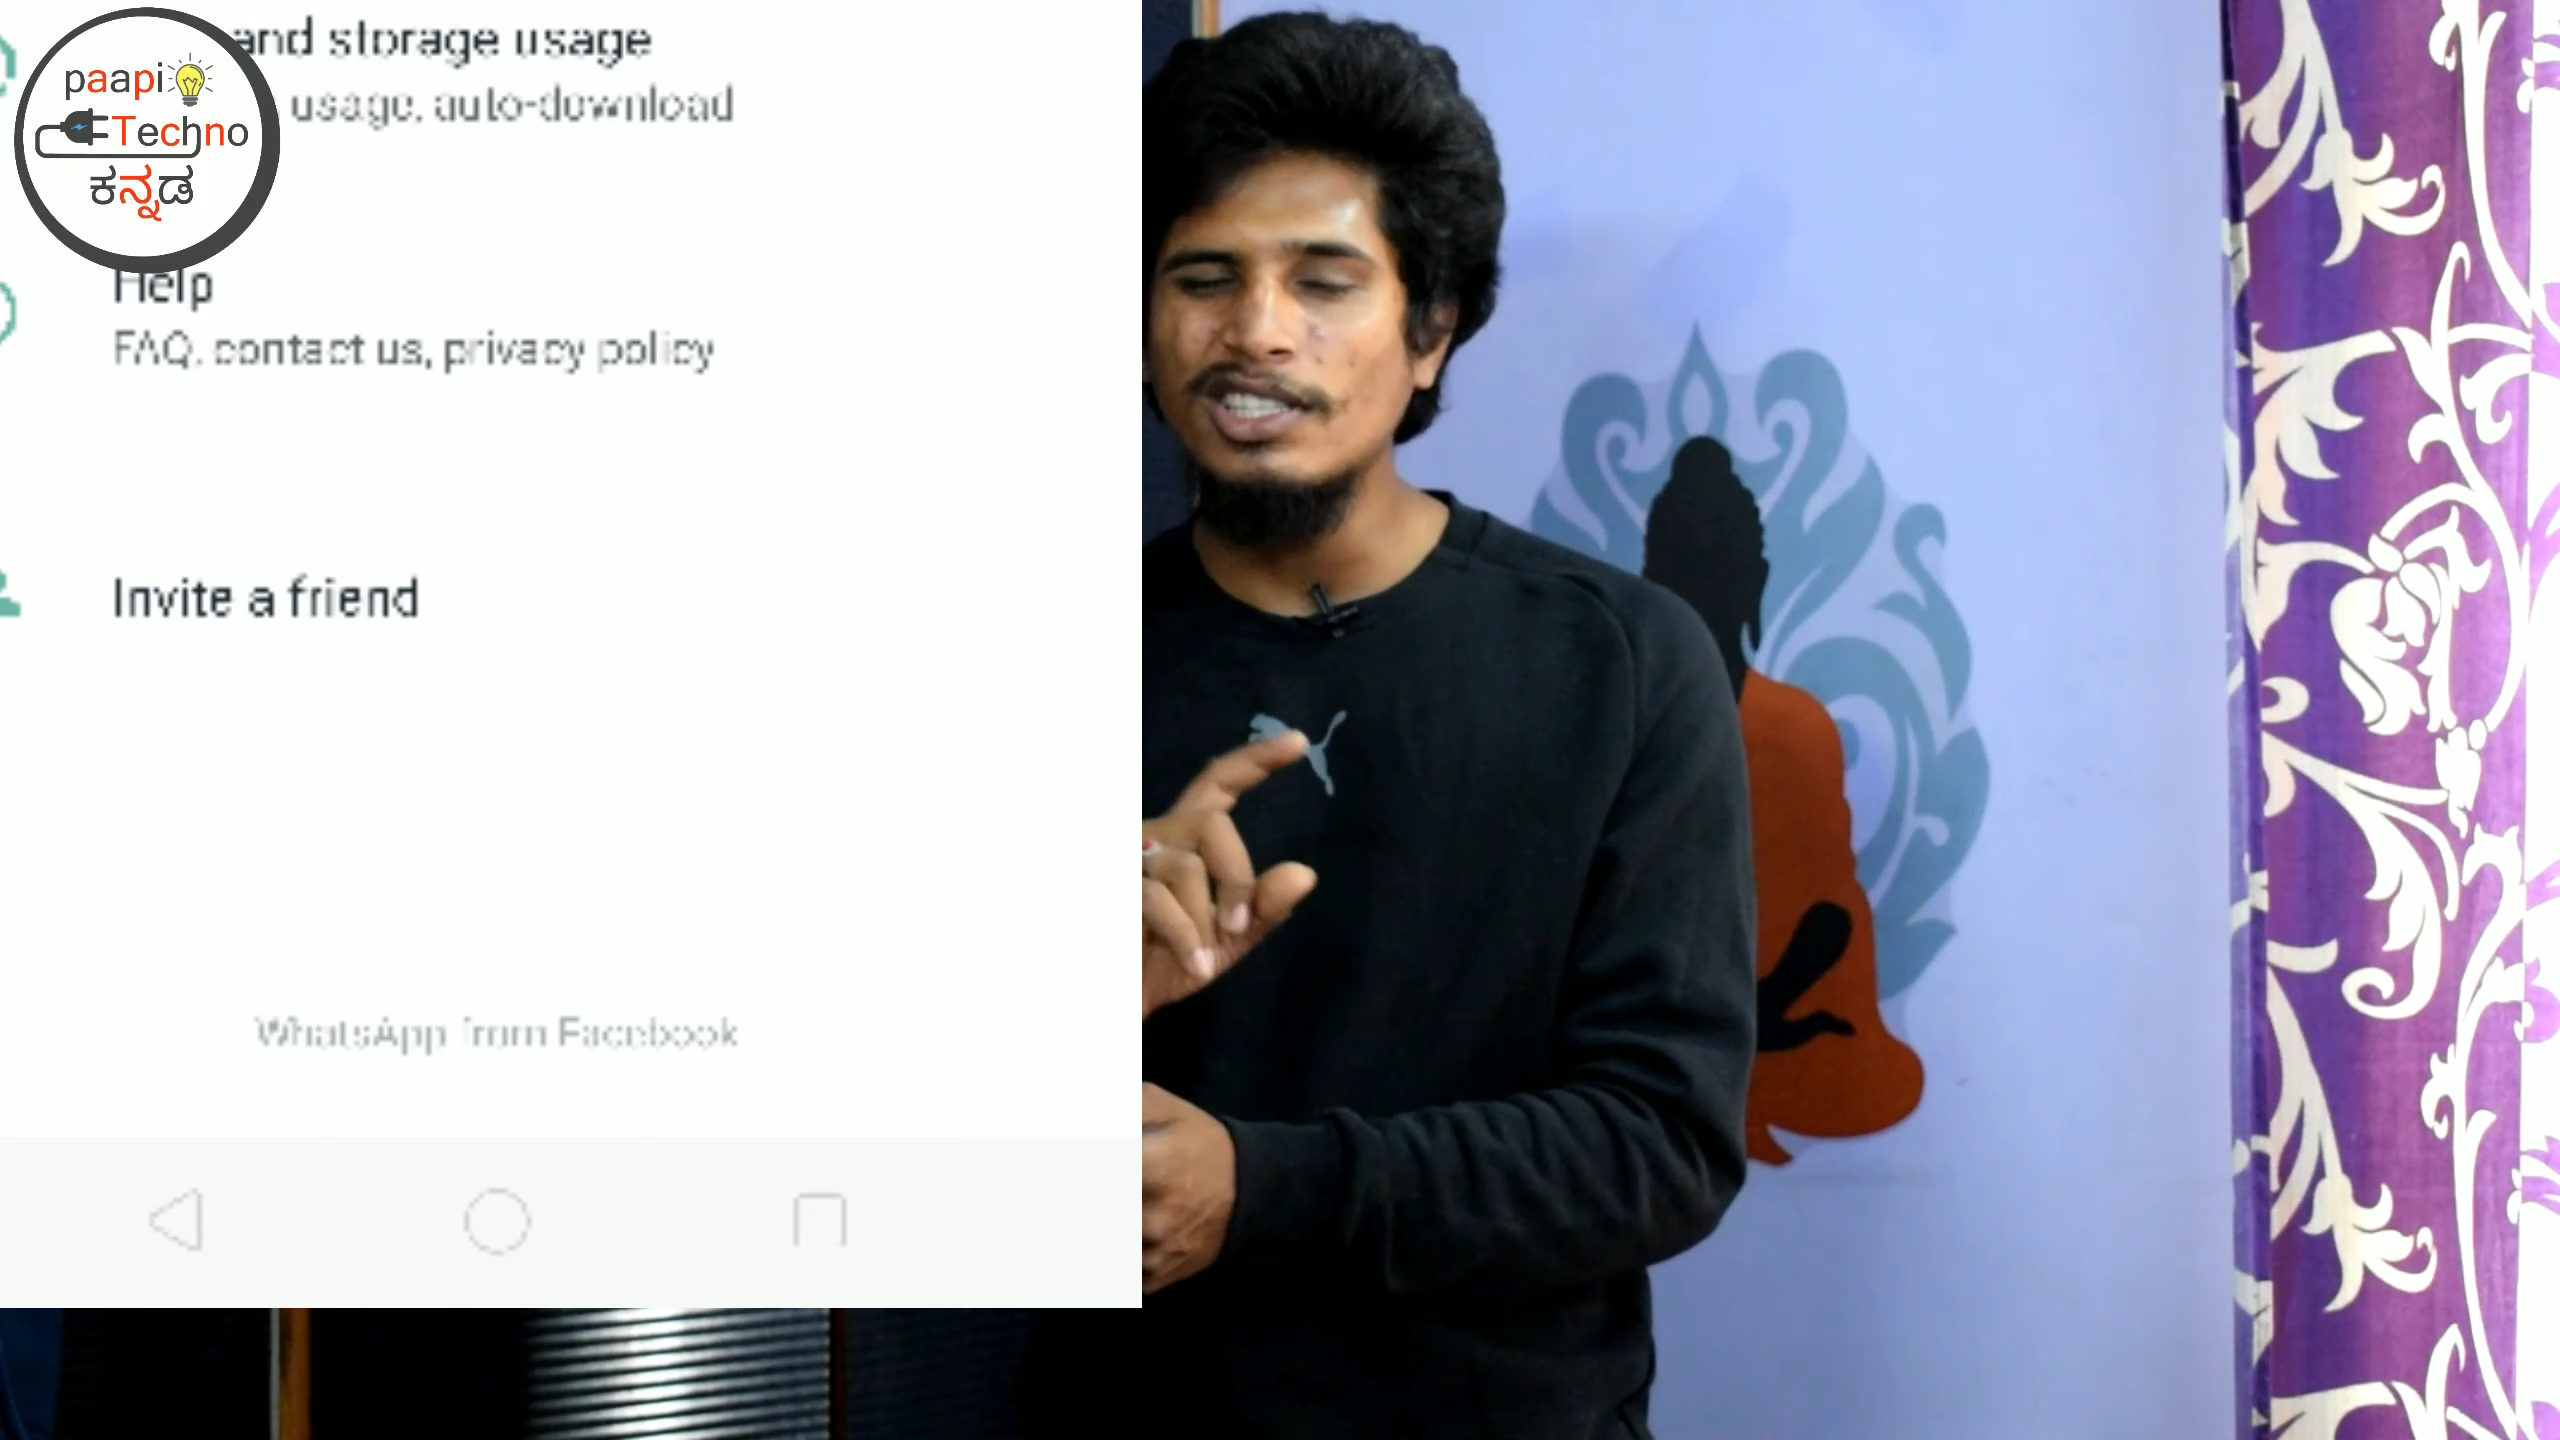 paapi
Techno
ಕನ್ನಡ
and storage usage
usage, auto-download
Help
FAQ, contact us, privacy policy
Invite a friend
WhatsApp from Facebook